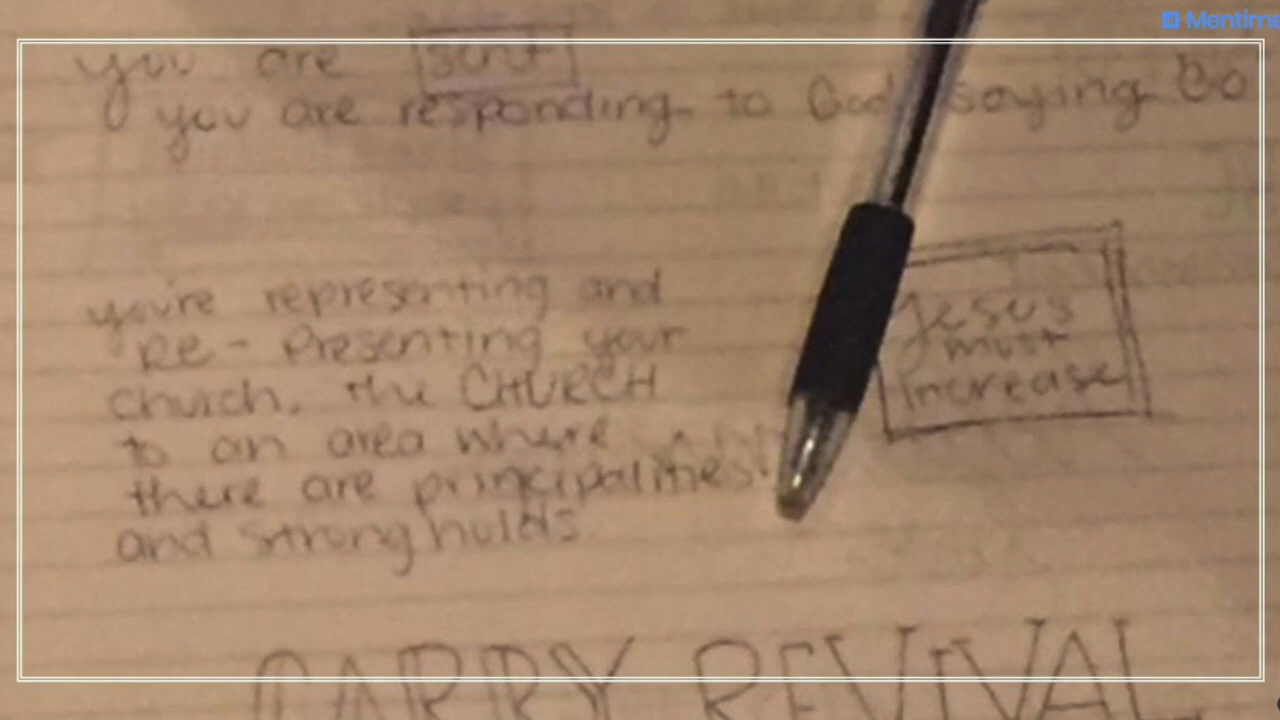 Mentime
you are sent
you are responding to God saying Go
you're representing and
Re-Presenting your
church, the CHURCH
to an area where
there are principalities
and strongholds
Jesus
must
Increase
CARRY REVIVAL